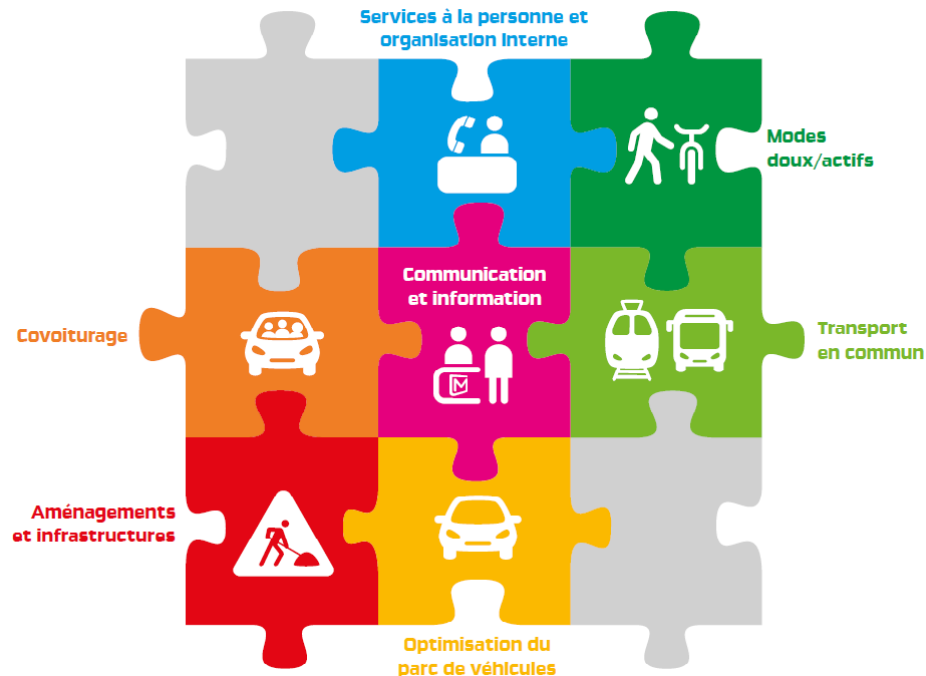 Services à la personne et
organisation interne
Modes
doux/actifs
Communication
et information
Covoiturage
Transport
en commun
Aménagements
et infrastructures
Optimisation du
parc de véhicules
M